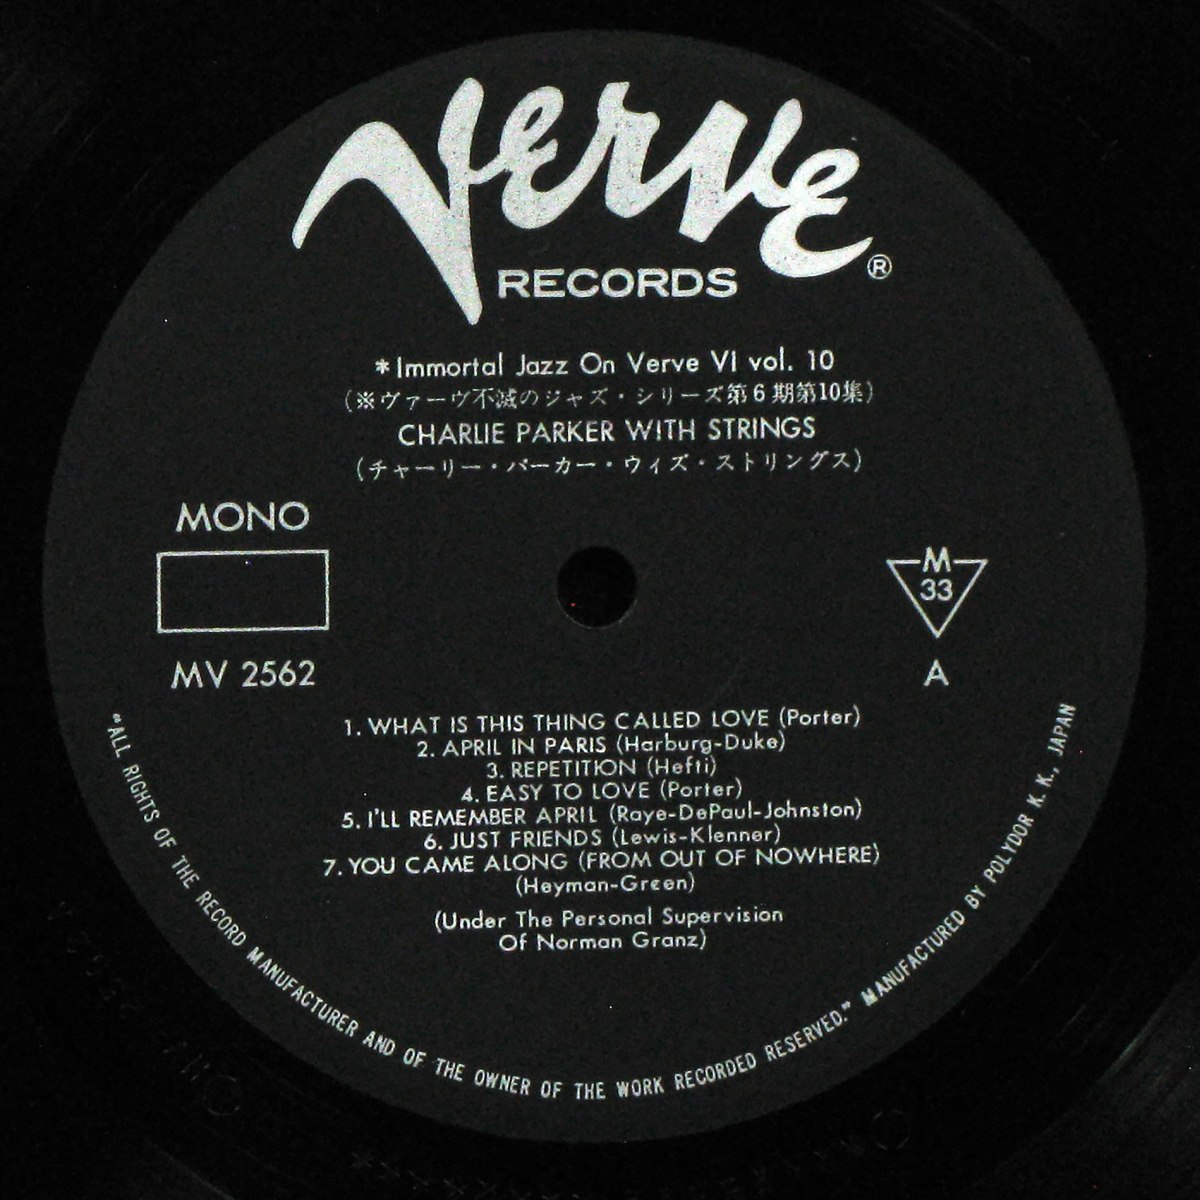 Verve
RECORDS ®
*Immortal Jazz On Verve VI vol. 10
(※ヴァーヴ不滅のジャズ・シリーズ第6期第10集)
CHARLIE PARKER WITH STRINGS
(チャーリー・パーカー・ウィズ・ストリングス)
MONO
MV 2562
M
33
A
1. WHAT IS THIS THING CALLED LOVE (Porter)
2. APRIL IN PARIS (Harburg-Duke)
3. REPETITION (Hefti)
4. EASY TO LOVE (Porter)
5. I'LL REMEMBER APRIL (Raye-DePaul-Johnston)
6. JUST FRIENDS (Lewis-Klenner)
7. YOU CAME ALONG (FROM OUT OF NOWHERE)
(Heyman-Green)
(Under The Personal Supervision
Of Norman Granz)
"ALL RIGHTS OF THE RECORD MANUFACTURER AND OF THE OWNER OF THE WORK RECORDED RESERVED." MANUFACTURED BY POLYDOR K. K., JAPAN